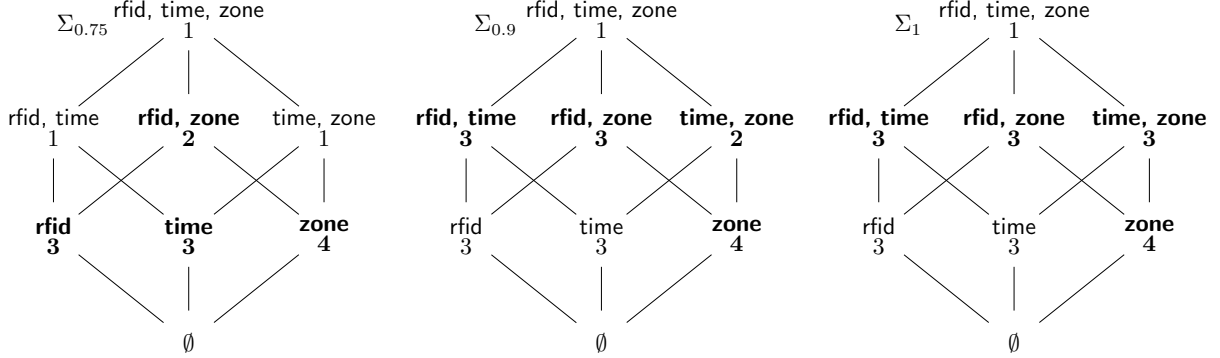 Σ0.75
rfid, time, zone
1
rfid, time
1
rfid, zone
2
time, zone
1
rfid
3
time
3
zone
4
∅
Σ0.9
rfid, time, zone
1
rfid, time
3
rfid, zone
3
time, zone
2
rfid
3
time
3
zone
4
∅
Σ1
rfid, time, zone
1
rfid, time
3
rfid, zone
3
time, zone
3
rfid
3
time
3
zone
4
∅